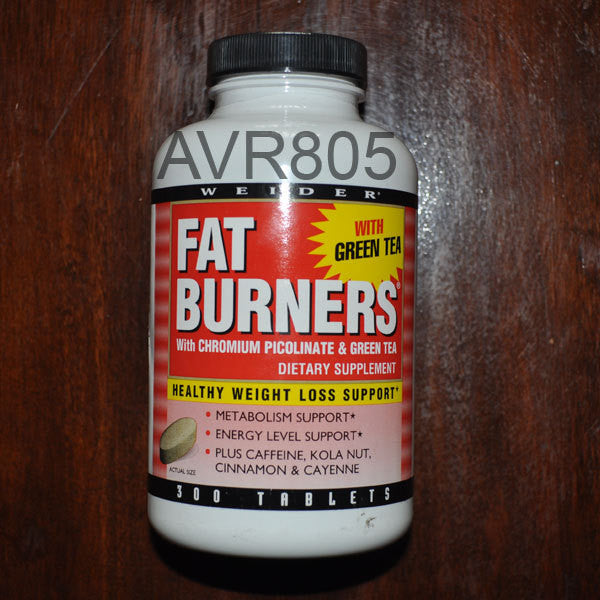 AVR805
WEIDER®
WITH
GREEN TEA
FAT
BURNERS®
With CHROMIUM PICOLINATE & GREEN TEA
DIETARY SUPPLEMENT
HEALTHY WEIGHT LOSS SUPPORT⁺
• METABOLISM SUPPORT*
• ENERGY LEVEL SUPPORT*
• PLUS CAFFEINE, KOLA NUT,
CINNAMON & CAYENNE
ACTUAL SIZE
300 TABLETS